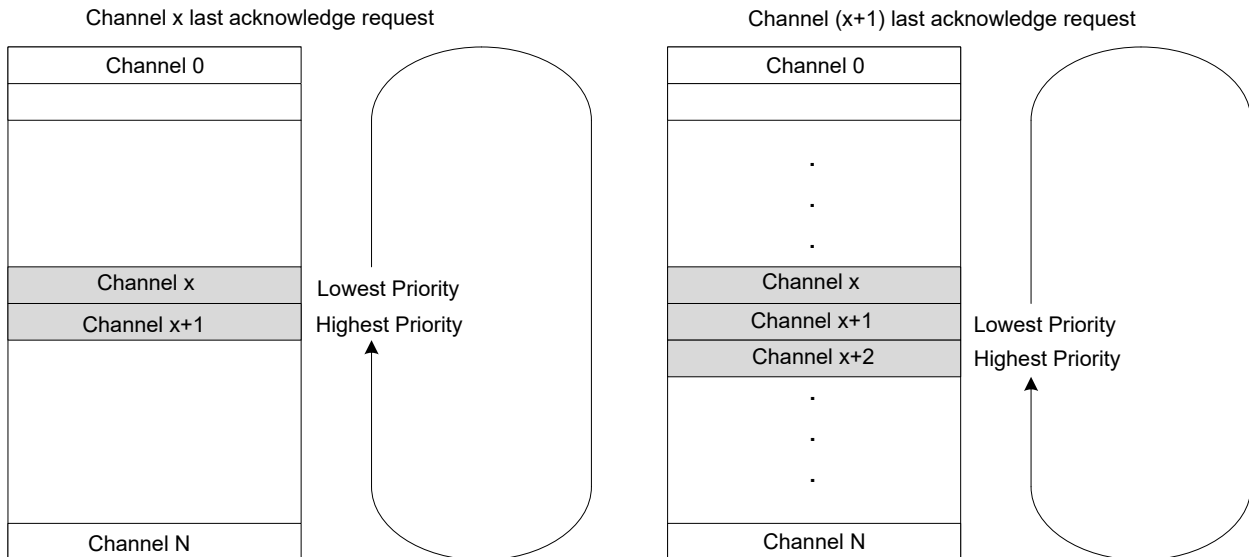 Channel x last acknowledge request
Channel 0
Channel x
Lowest Priority
Channel x+1
Highest Priority
Channel N
Channel (x+1) last acknowledge request
Channel 0
.
.
.
Channel x
Channel x+1
Lowest Priority
Channel x+2
Highest Priority
.
.
.
Channel N